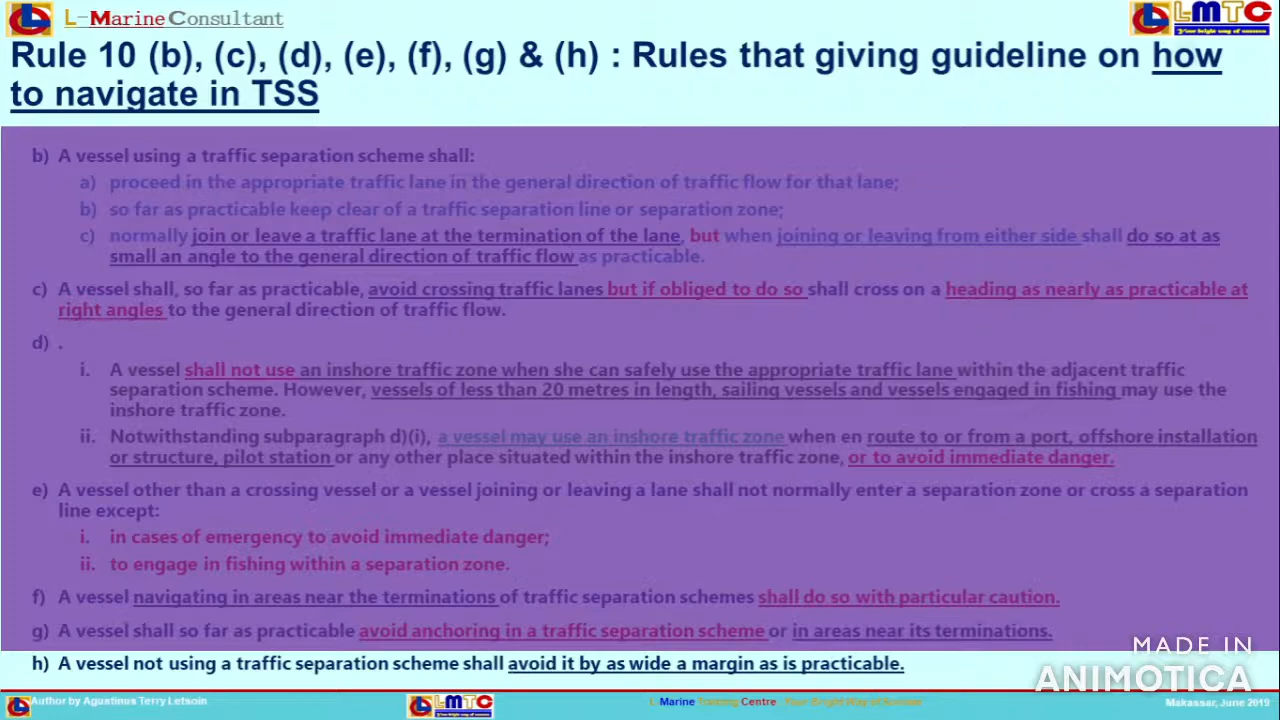 L-Marine Consultant
LMTC
Your bright way of success
Rule 10 (b), (c), (d), (e), (f), (g) & (h) : Rules that giving guideline on how
to navigate in TSS
b) A vessel using a traffic separation scheme shall:
a) proceed in the appropriate traffic lane in the general direction of traffic flow for that lane;
b) so far as practicable keep clear of a traffic separation line or separation zone;
c) normally join or leave a traffic lane at the termination of the lane, but when joining or leaving from either side shall do so at as
small an angle to the general direction of traffic flow as practicable.
c) A vessel shall, so far as practicable, avoid crossing traffic lanes but if obliged to do so shall cross on a heading as nearly as practicable at
right angles to the general direction of traffic flow.
d) .
i. A vessel shall not use an inshore traffic zone when she can safely use the appropriate traffic lane within the adjacent traffic
separation scheme. However, vessels of less than 20 metres in length, sailing vessels and vessels engaged in fishing may use the
inshore traffic zone.
ii. Notwithstanding subparagraph d)(i), a vessel may use an inshore traffic zone when en route to or from a port, offshore installation
or structure, pilot station or any other place situated within the inshore traffic zone, or to avoid immediate danger.
e) A vessel other than a crossing vessel or a vessel joining or leaving a lane shall not normally enter a separation zone or cross a separation
line except:
i. in cases of emergency to avoid immediate danger;
ii. to engage in fishing within a separation zone.
f) A vessel navigating in areas near the terminations of traffic separation schemes shall do so with particular caution.
g) A vessel shall so far as practicable avoid anchoring in a traffic separation scheme or in areas near its terminations.
h) A vessel not using a traffic separation scheme shall avoid it by as wide a margin as is practicable.
MADE IN
ANIMOTICA
Author by Agustinus Terry Letsoin
LMTC
L-Marine Training Centre - Your Bright Way of Success
Makassar, June 2019